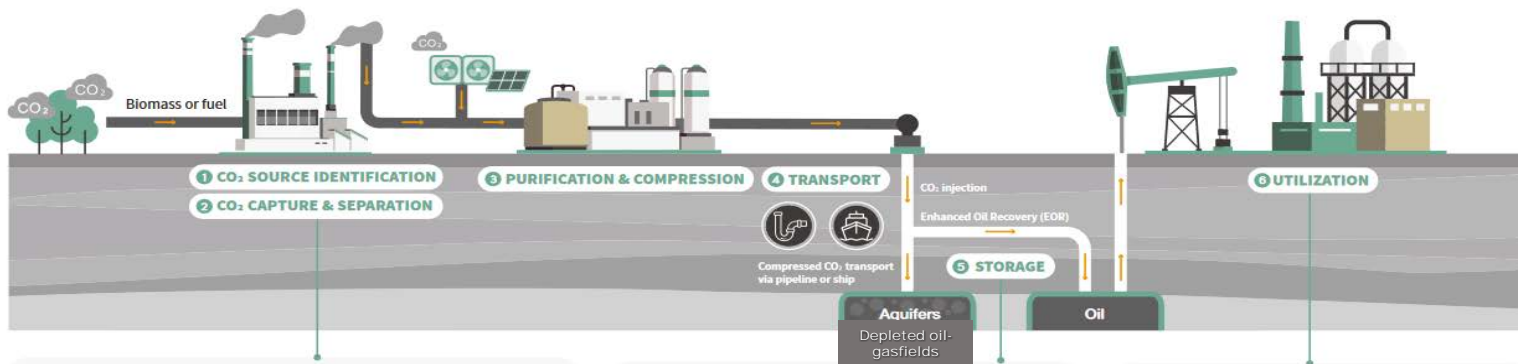 CO₂
CO₂
Biomass or fuel
CO₂
1 CO₂ SOURCE IDENTIFICATION
2 CO₂ CAPTURE & SEPARATION
3 PURIFICATION & COMPRESSION
4 TRANSPORT
Compressed CO₂ transport
via pipeline or ship
CO₂ injection
Enhanced Oil Recovery (EOR)
5 STORAGE
Aquifers
Depleted oil-
gasfields
Oil
6 UTILIZATION